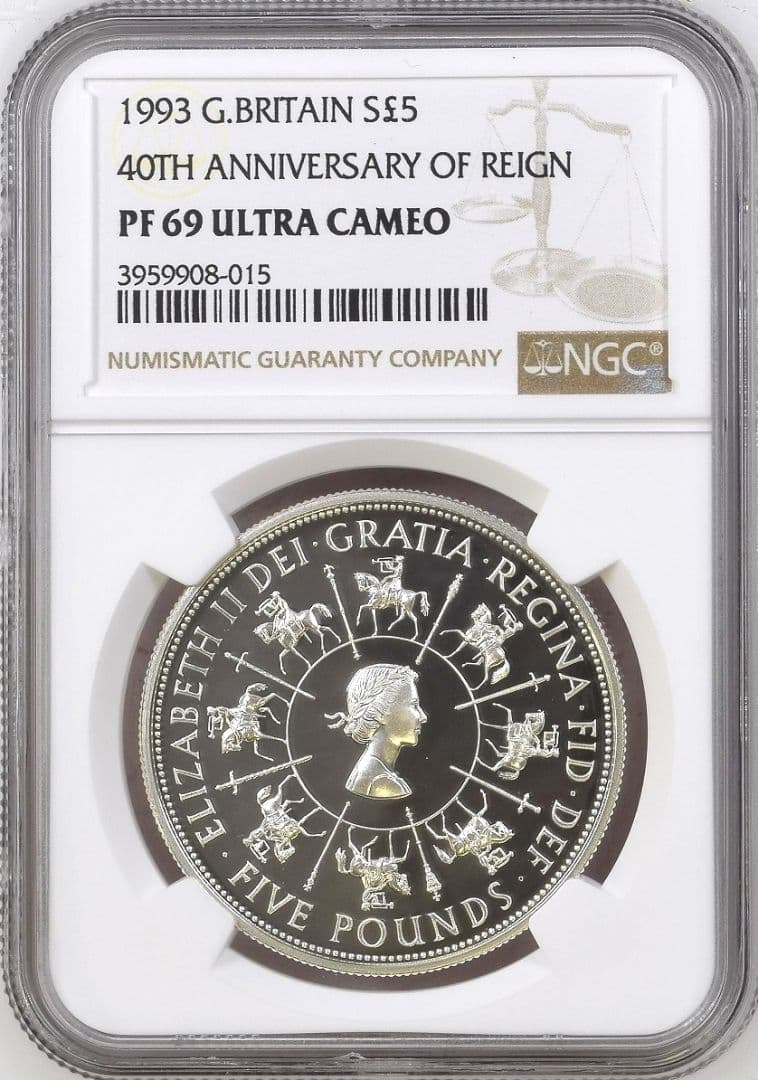 1993 G.BRITAIN S£5
40TH ANNIVERSARY OF REIGN
PF 69 ULTRA CAMEO
3959908-015
NUMISMATIC GUARANTY COMPANY
NGC®
ELIZABETH II DEI · GRATIA · REGINA · FID · DEF ·
FIVE POUNDS ·